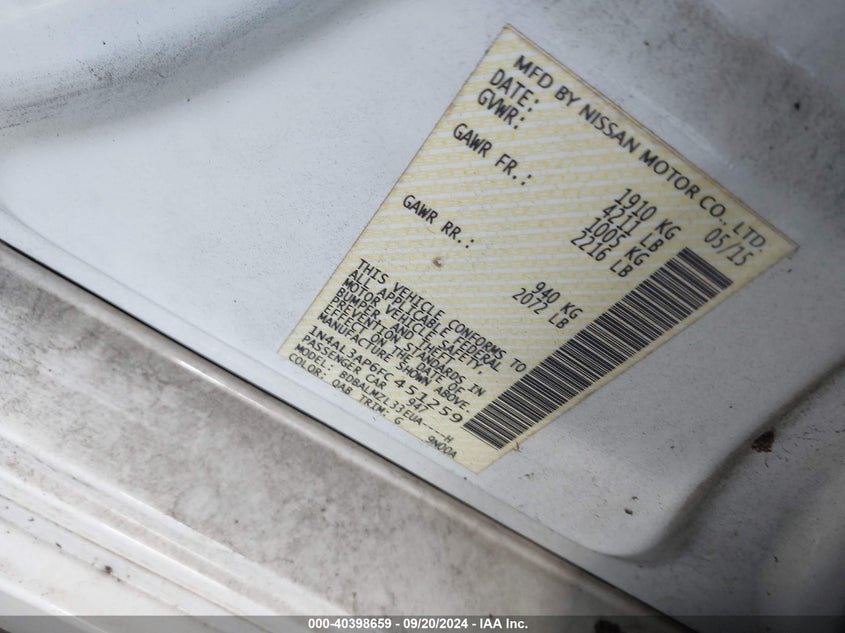 MFD BY NISSAN MOTOR CO., LTD.
DATE: 05/15
GVWR: 1910 KG
4211 LB
GAWR FR.: 1005 KG
2216 LB
GAWR RR.: 940 KG
2072 LB
THIS VEHICLE CONFORMS TO
ALL APPLICABLE FEDERAL
MOTOR VEHICLE SAFETY,
BUMPER, AND THEFT
PREVENTION STANDARDS IN
EFFECT ON THE DATE OF
MANUFACTURE SHOWN ABOVE.
1N4AL3AP6FC451259
PASSENGER CAR 947
MODEL: BDBALMZL33EUA----H
COLOR: QAB TRIM: G 9N00A
000-40398659 / 09/20/2024 - IAA Inc.